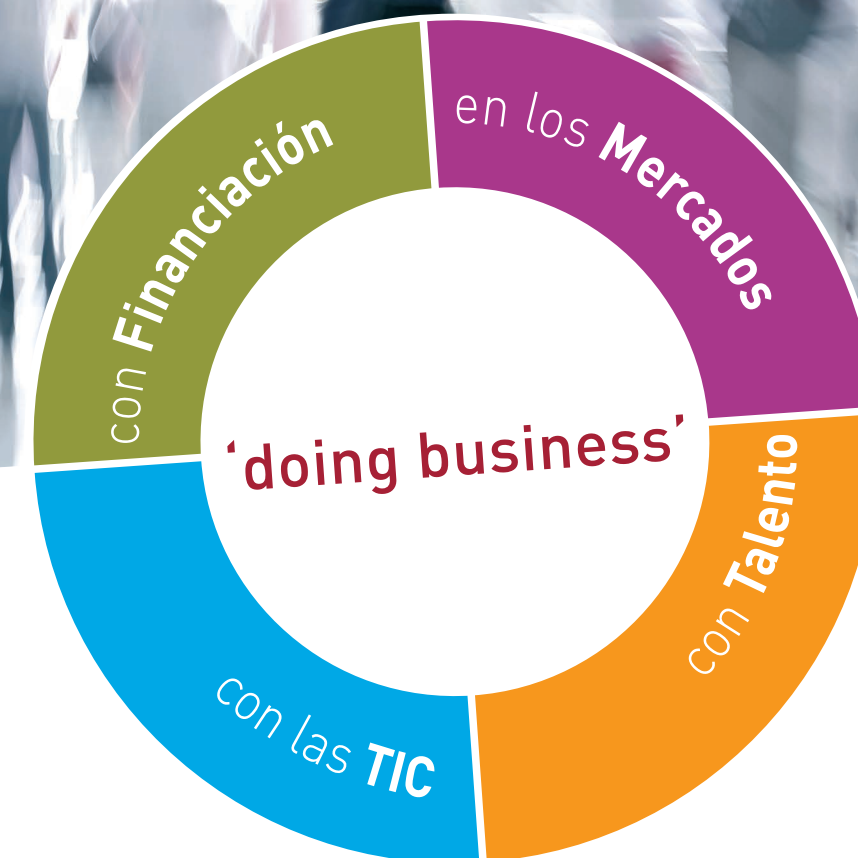 con Financiación
en los Mercados
'doing business'
con Talento
con las TIC